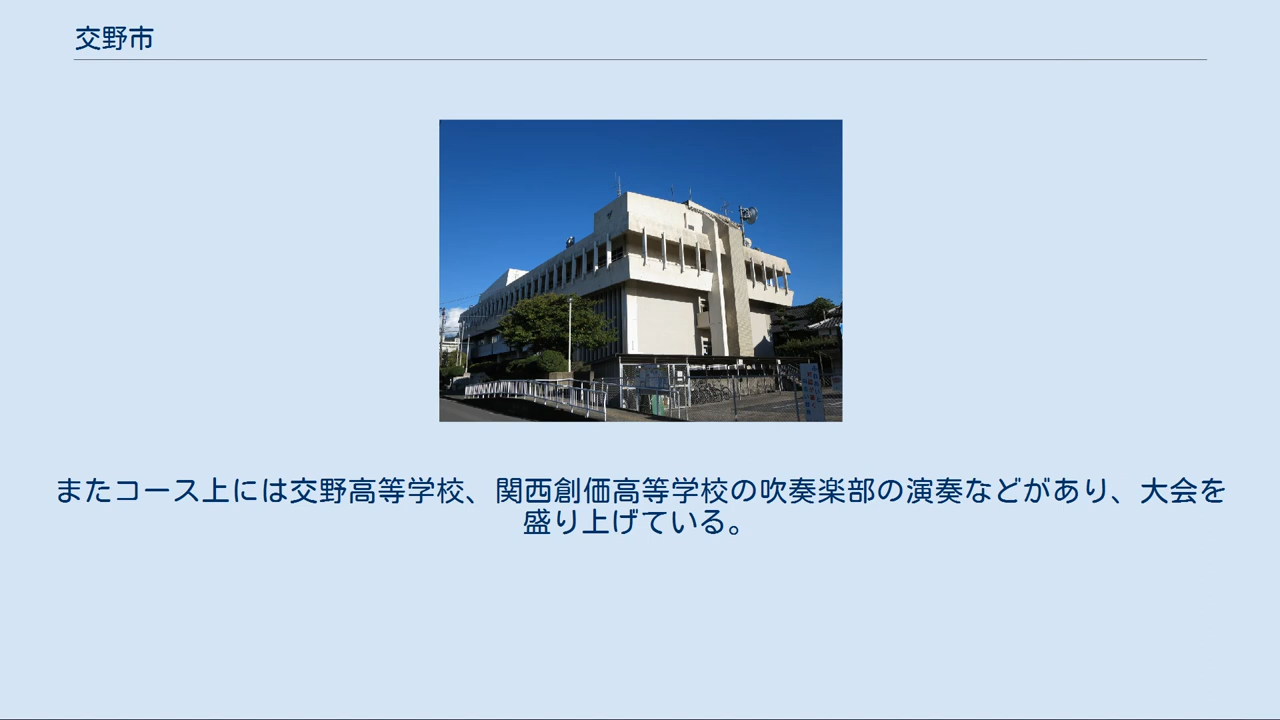 交野市
またコース上には交野高等学校、関西創価高等学校の吹奏楽部の演奏などがあり、大会を
盛り上げている。